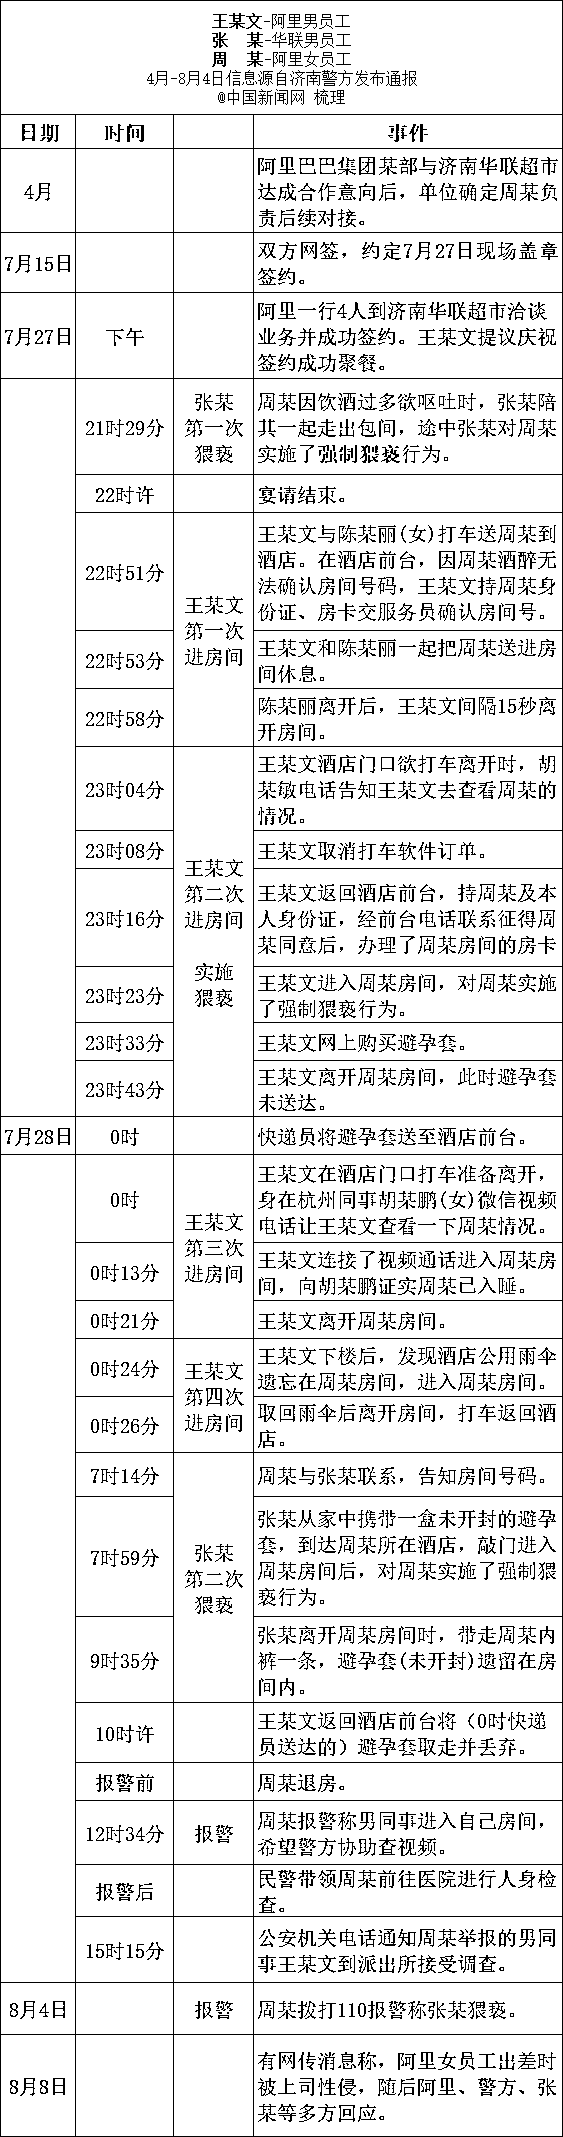 王某文-阿里男员工
张　某-华联男员工
周　某-阿里女员工
4月-8月4日信息源自济南警方发布通报
@中国新闻网 梳理
日期 时间 事件
4月
阿里巴巴集团某部与济南华联超市
达成合作意向后，单位确定周某负
责后续对接。
7月15日
双方网签，约定7月27日现场盖章
签约。
7月27日 下午
阿里一行4人到济南华联超市洽谈
业务并成功签约。王某文提议庆祝
签约成功聚餐。
21时29分
张某
第一次
猥亵
周某因饮酒过多欲呕吐时，张某陪
其一起走出包间，途中张某对周某
实施了强制猥亵行为。
22时许
宴请结束。
22时51分
王某文
第一次
进房间
王某文与陈某丽(女)打车送周某到
酒店。在酒店前台，因周某酒醉无
法确认房间号码，王某文持周某身
份证、房卡交服务员确认房间号。
22时53分
王某文和陈某丽一起把周某送进房
间休息。
22时58分
陈某丽离开后，王某文间隔15秒离
开房间。
23时04分
王某文
第二次
进房间
实施
猥亵
王某文酒店门口欲打车离开时，胡
某敏电话告知王某文去查看周某的
情况。
23时08分
王某文取消打车软件订单。
23时16分
王某文返回酒店前台，持周某及本
人身份证，经前台电话联系征得周
某同意后，办理了周某房间的房卡
23时23分
王某文进入周某房间，对周某实施
了强制猥亵行为。
23时33分
王某文网上购买避孕套。
23时43分
王某文离开周某房间，此时避孕套
未送达。
7月28日 0时
快递员将避孕套送至酒店前台。
0时
王某文
第三次
进房间
王某文在酒店门口打车准备离开，
身在杭州同事胡某鹏(女)微信视频
电话让王某文查看一下周某情况。
0时13分
王某文连接了视频通话进入周某房
间，向胡某鹏证实周某已入睡。
0时21分
王某文离开周某房间。
0时24分
王某文
第四次
进房间
王某文下楼后，发现酒店公用雨伞
遗忘在周某房间，进入周某房间。
0时26分
取回雨伞后离开房间，打车返回酒
店。
7时14分
张某
第二次
猥亵
周某与张某联系，告知房间号码。
7时59分
张某从家中携带一盒未开封的避孕
套，到达周某所在酒店，敲门进入
周某房间后，对周某实施了强制猥
亵行为。
9时35分
张某离开周某房间时，带走周某内
裤一条，避孕套(未开封)遗留在房
间内。
10时许
王某文返回酒店前台将（0时快递
员送达的）避孕套取走并丢弃。
报警前
周某退房。
12时34分 报警
周某报警称男同事进入自己房间，
希望警方协助查视频。
报警后
民警带领周某前往医院进行人身检
查。
15时15分
公安机关电话通知周某举报的男同
事王某文到派出所接受调查。
8月4日 报警
周某拨打110报警称张某猥亵。
8月8日
有网传消息称，阿里女员工出差时
被上司性侵，随后阿里、警方、张
某等多方回应。